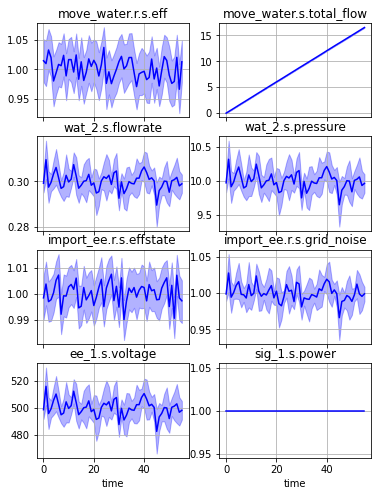 move_water.r.s.eff
move_water.s.total_flow
1.05
1.00
0.95
15
10
5
0
wat_2.s.flowrate
wat_2.s.pressure
0.30
0.28
10.5
10.0
9.5
import_ee.r.s.effstate
import_ee.r.s.grid_noise
1.01
1.00
0.99
1.05
1.00
0.95
ee_1.s.voltage
sig_1.s.power
520
500
480
1.05
1.00
0.95
0 20 40
0 20 40
time
time